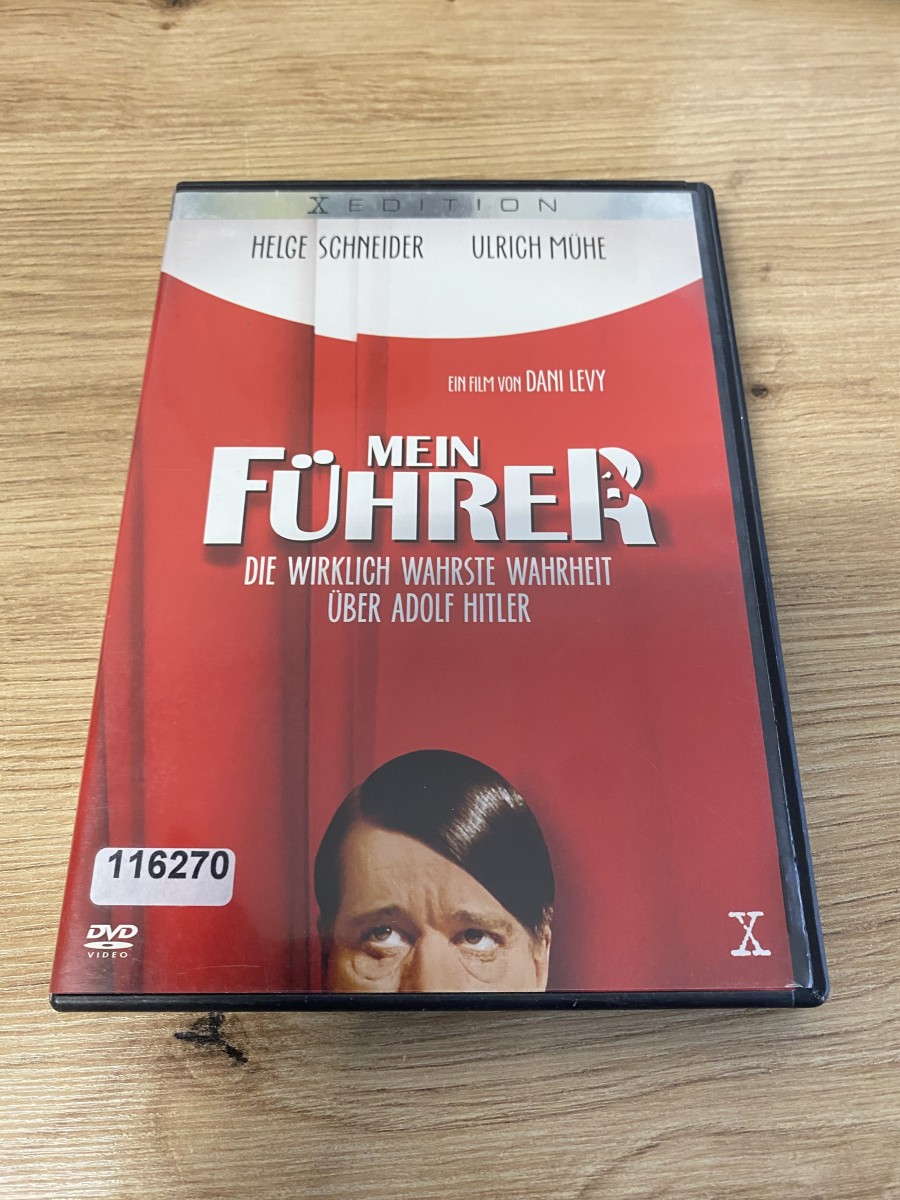 X EDITION
HELGE SCHNEIDER ULRICH MÜHE
EIN FILM VON DANI LEVY
MEIN
FÜHRER
DIE WIRKLICH WAHRSTE WAHRHEIT
ÜBER ADOLF HITLER
116270
DVD
VIDEO
X